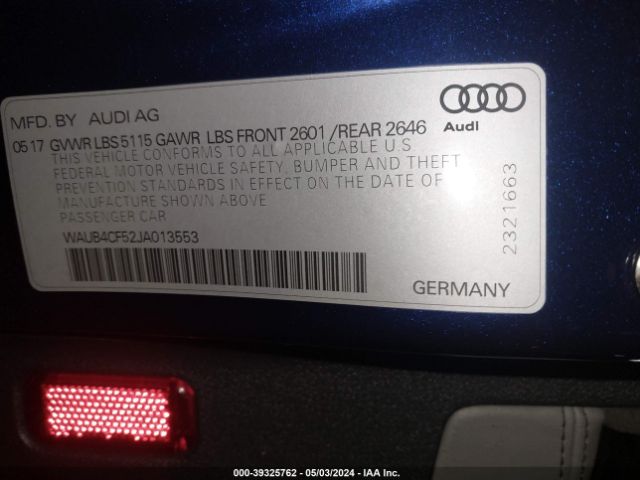 MFD. BY AUDI AG
Audi
05 17 GVWR LBS 5115 GAWR LBS FRONT 2601 / REAR 2646
THIS VEHICLE CONFORMS TO ALL APPLICABLE U.S
FEDERAL MOTOR VEHICLE SAFETY, BUMPER AND THEFT
PREVENTION STANDARDS IN EFFECT ON THE DATE OF
MANUFACTURE SHOWN ABOVE
PASSENGER CAR
WAUB4CF52JA013553
2321663
GERMANY
000-39325762 - 05/03/2024 - IAA Inc.